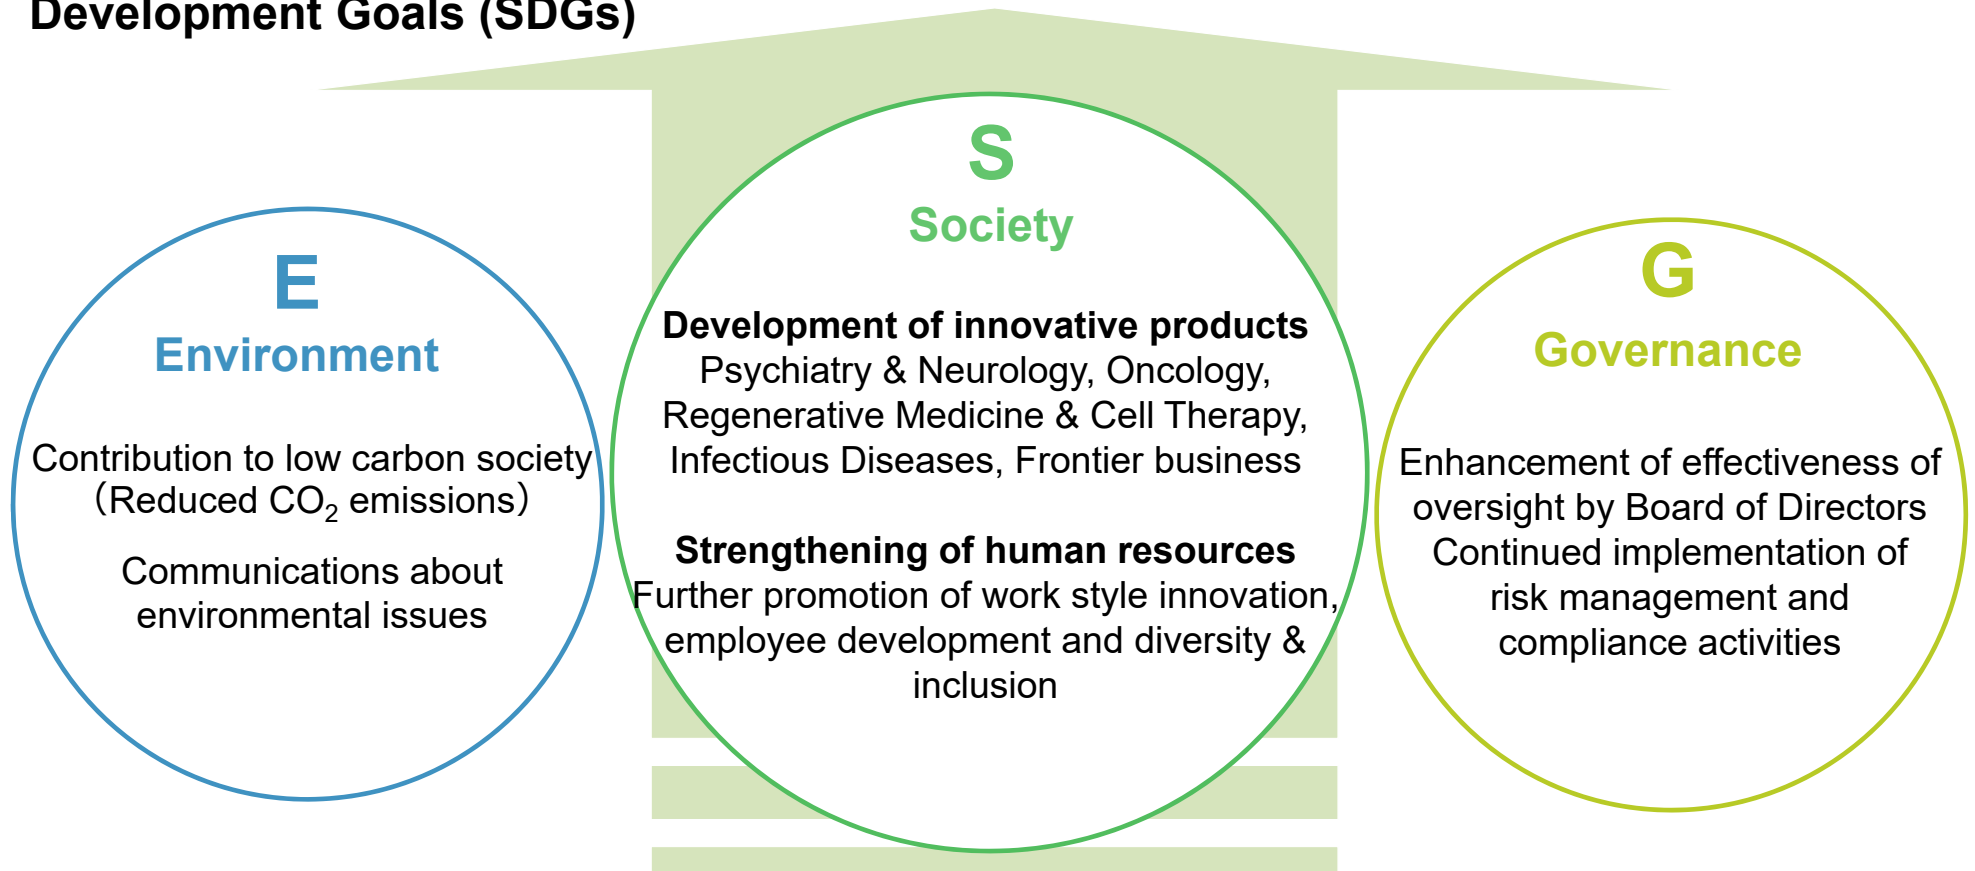 Development Goals (SDGs)
E
Environment
Contribution to low carbon society
（Reduced CO₂ emissions）
Communications about
environmental issues
S
Society
Development of innovative products
Psychiatry & Neurology, Oncology,
Regenerative Medicine & Cell Therapy,
Infectious Diseases, Frontier business
Strengthening of human resources
Further promotion of work style innovation,
employee development and diversity &
inclusion
G
Governance
Enhancement of effectiveness of
oversight by Board of Directors
Continued implementation of
risk management and
compliance activities